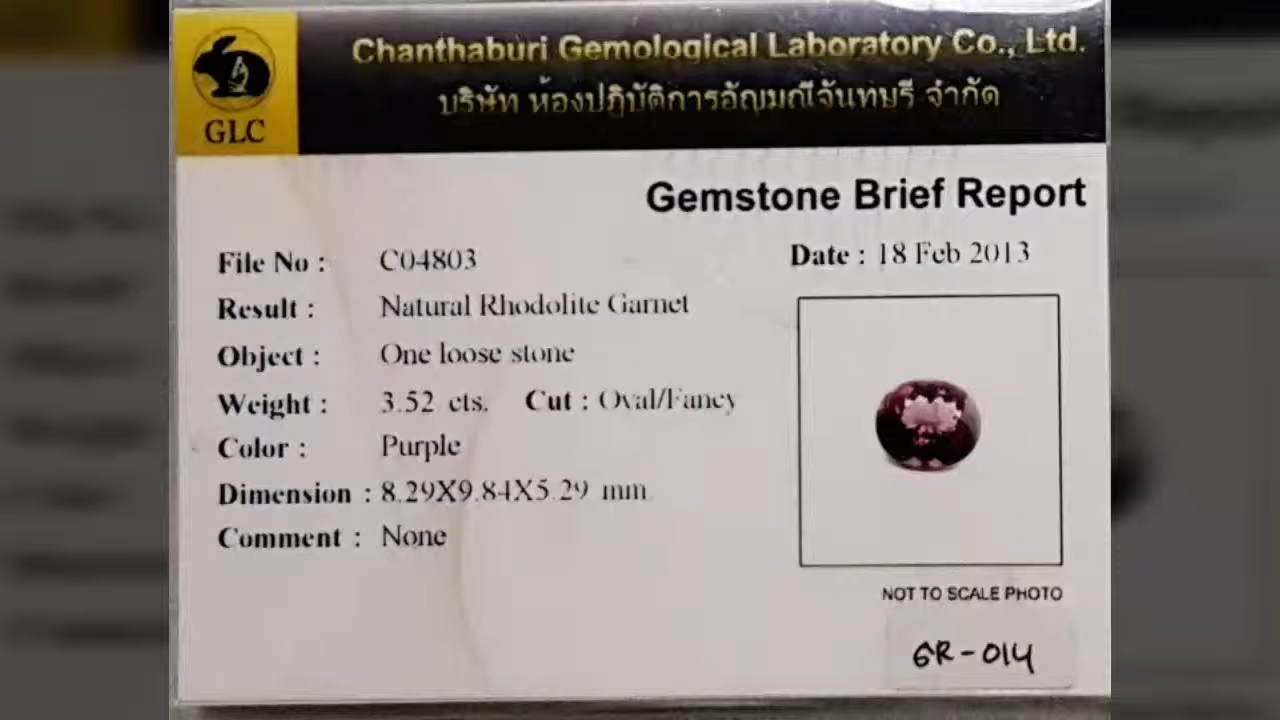 Chanthaburi Gemological Laboratory Co., Ltd.
บริษัท ห้องปฏิบัติการอัญมณีจันทบุรี จำกัด
GLC
Gemstone Brief Report
File No : C04803 Date : 18 Feb 2013
Result : Natural Rhodolite Garnet
Object : One loose stone
Weight : 3.52 cts. Cut : Oval/Fancy
Color : Purple
Dimension : 8.29X9.84X5.29 mm
Comment : None
NOT TO SCALE PHOTO
GR-014